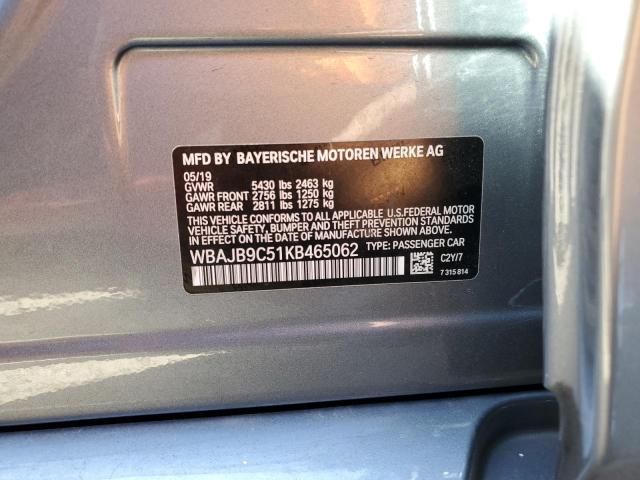 MFD BY BAYERISCHE MOTOREN WERKE AG
05/19
GVWR 5430 lbs 2463 kg
GAWR FRONT 2756 lbs 1250 kg
GAWR REAR 2811 lbs 1275 kg
THIS VEHICLE CONFORMS TO ALL APPLICABLE U.S.FEDERAL MOTOR
VEHICLE SAFETY, BUMPER AND THEFT PREVENTION STANDARDS
IN EFFECT ON THE DATE OF MANUFACTURE SHOWN ABOVE.
WBAJB9C51KB465062 TYPE: PASSENGER CAR
C2Y/7
7 315 814